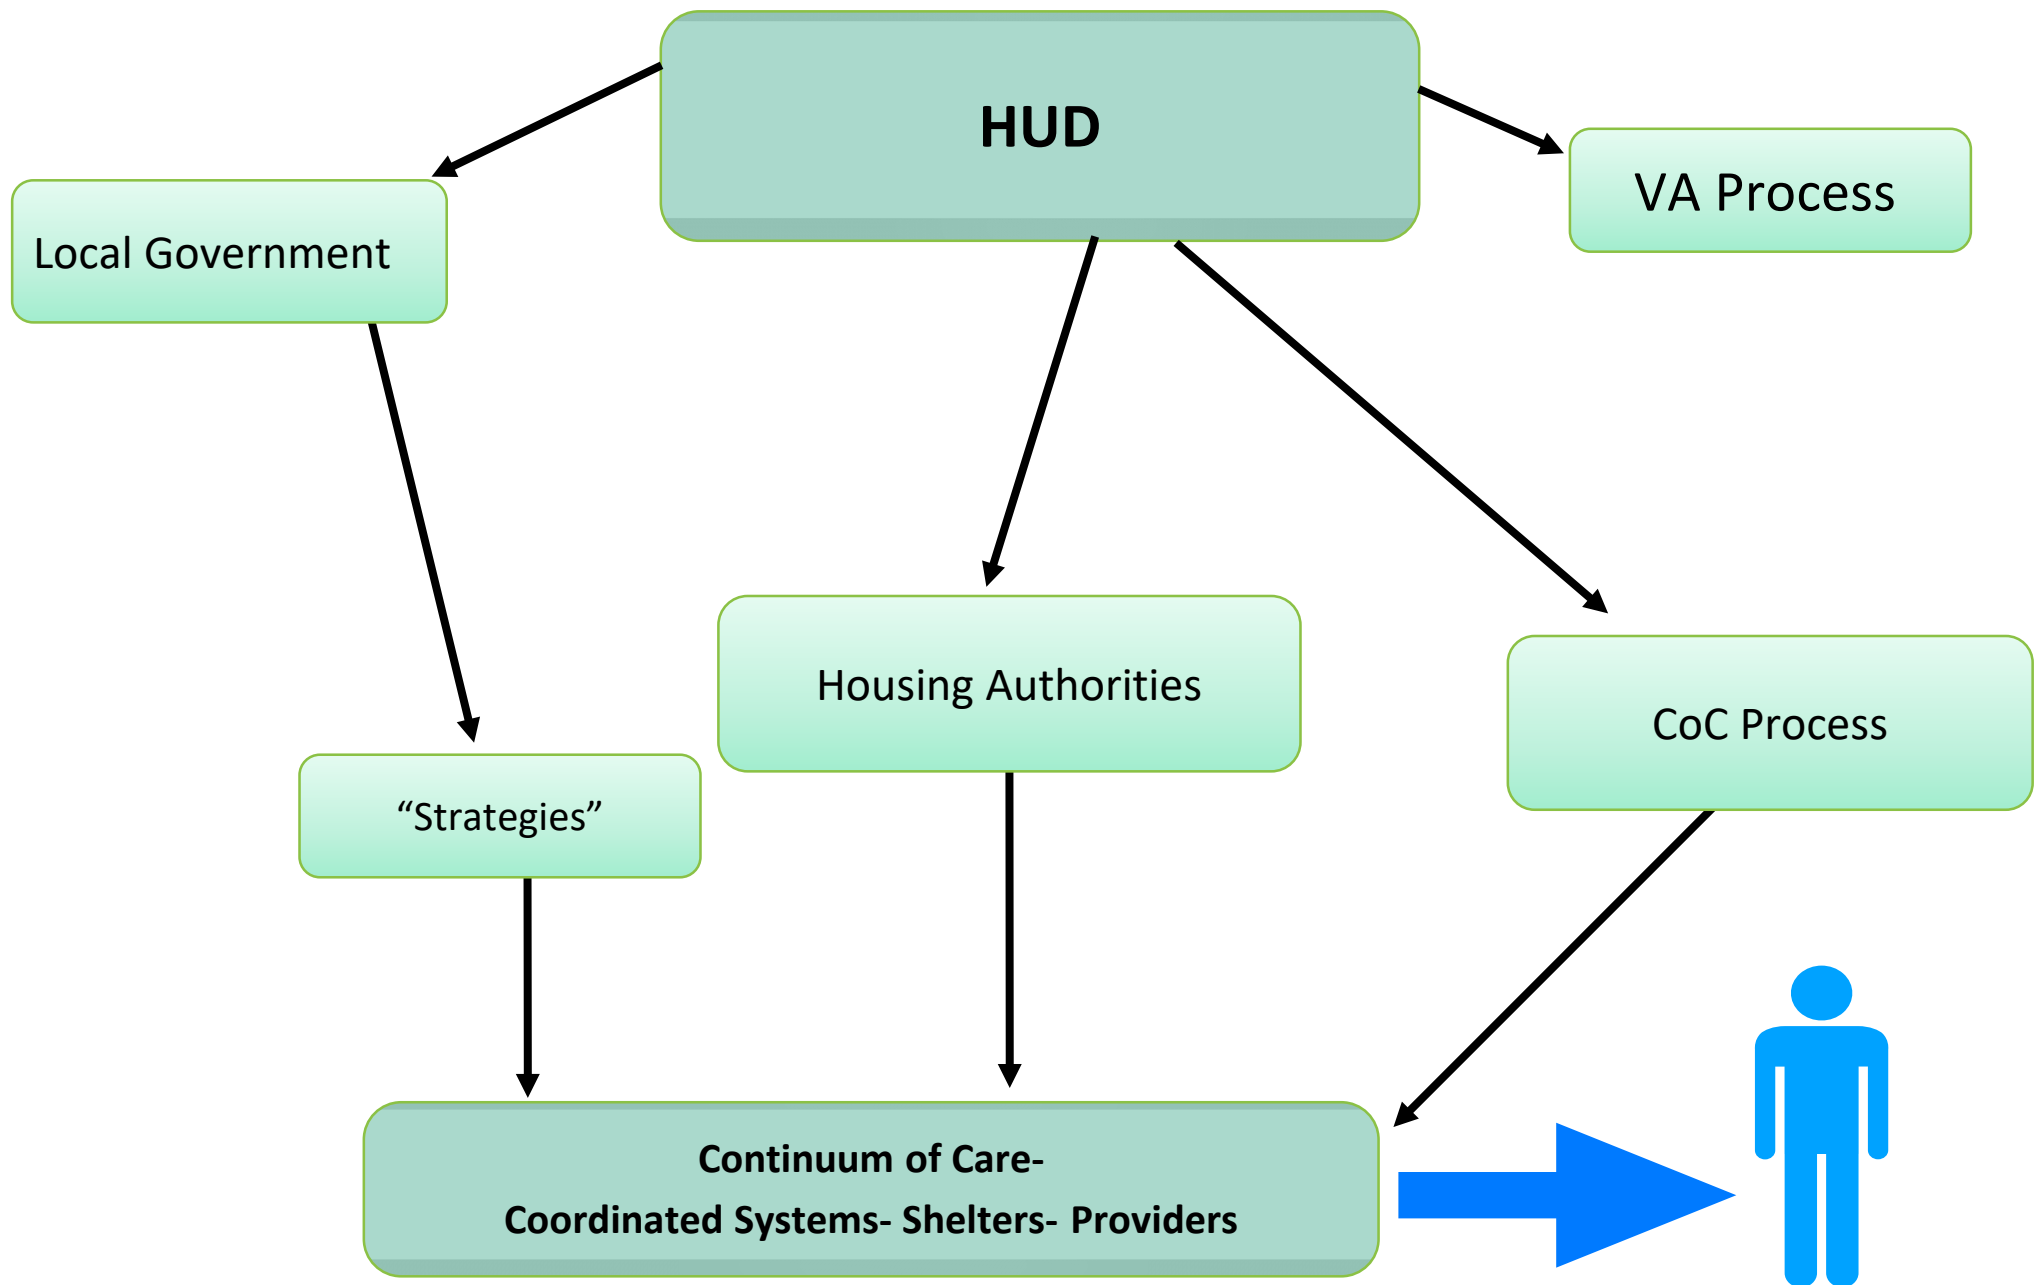 HUD
VA Process
Local Government
Housing Authorities
CoC Process
“Strategies”
Continuum of Care-
Coordinated Systems- Shelters- Providers